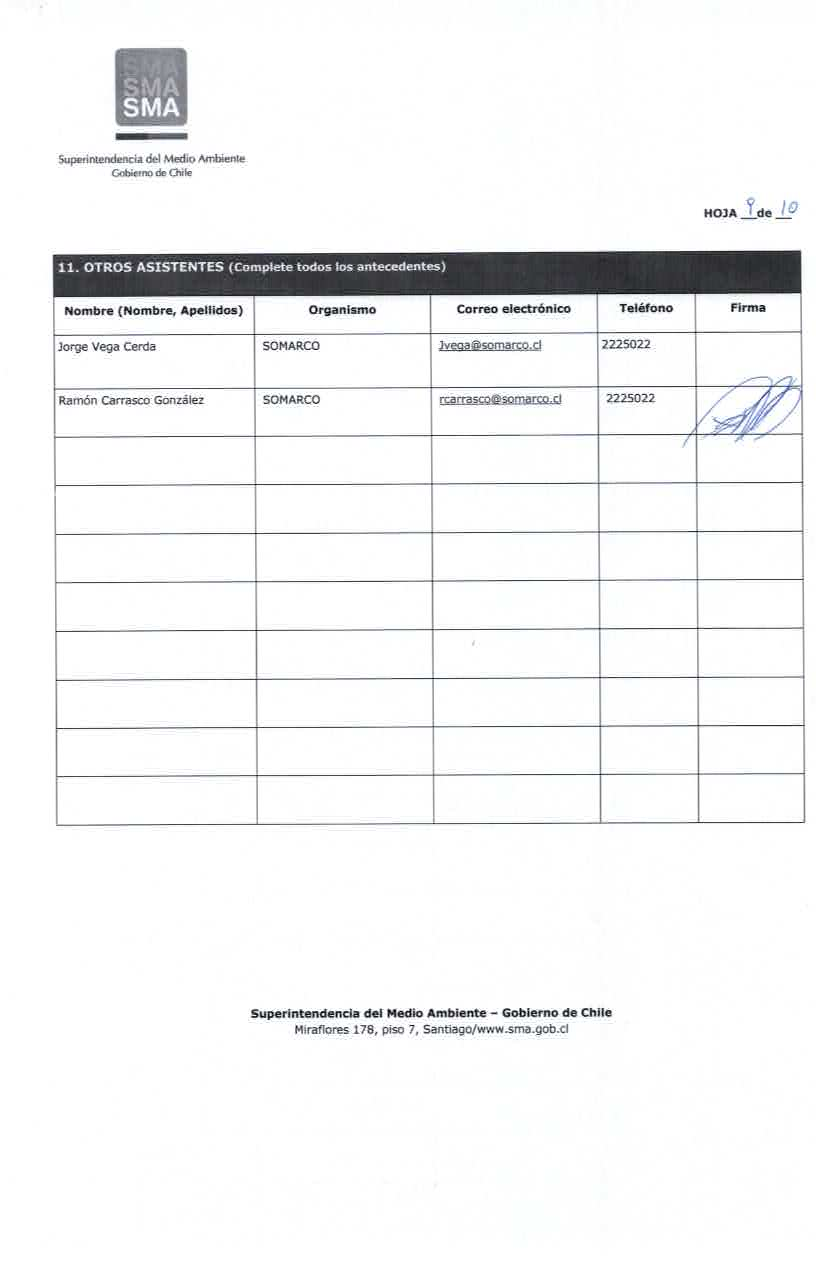 SMA
SMA
SMA
Superintendencia del Medio Ambiente
Gobierno de Chile
HOJA 9 de 10
11. OTROS ASISTENTES (Complete todos los antecedentes)
Nombre (Nombre, Apellidos) Organismo Correo electrónico Teléfono Firma
Jorge Vega Cerda SOMARCO Jvega@somarco.cl 2225022
Ramón Carrasco González SOMARCO rcarrasco@somarco.cl 2225022
Superintendencia del Medio Ambiente – Gobierno de Chile
Miraflores 178, piso 7, Santiago/www.sma.gob.cl